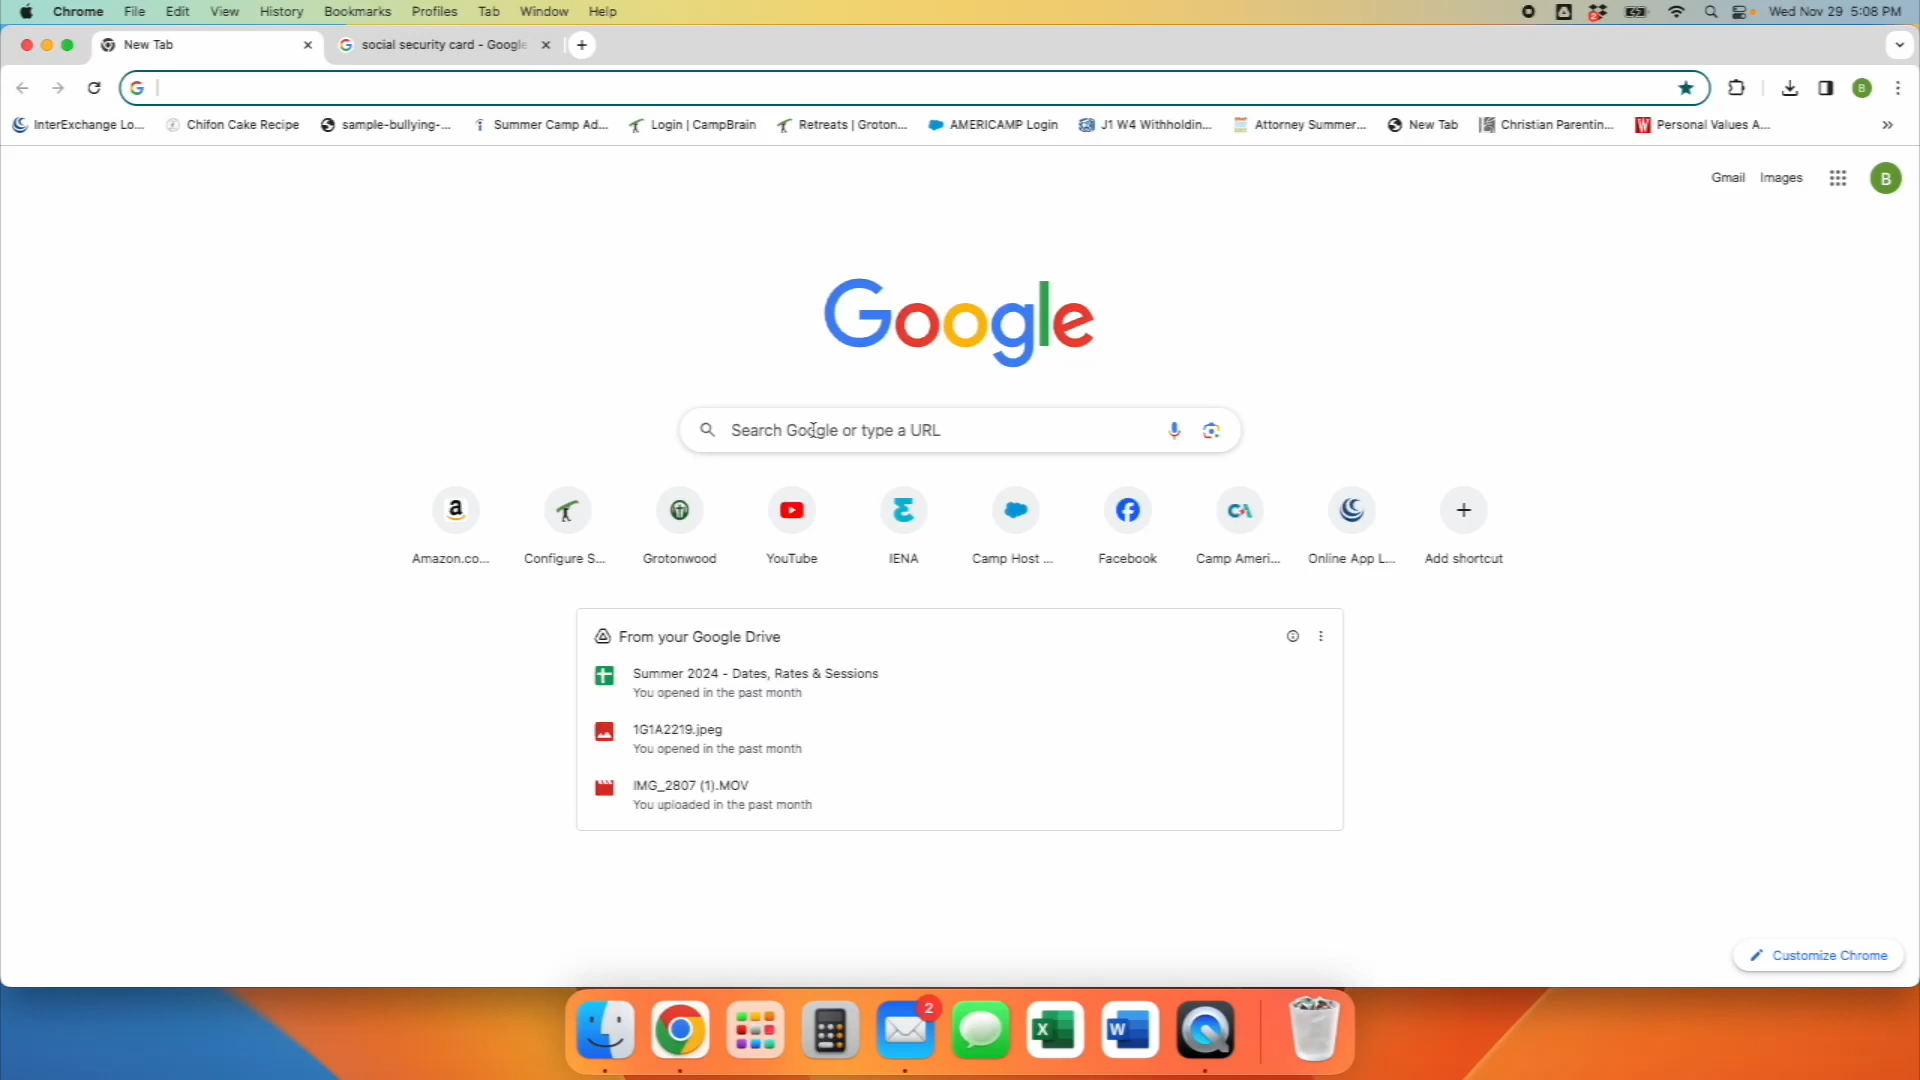 Chrome File Edit View History Bookmarks Profiles Tab Window Help
2
Wed Nov 29 5:08 PM
New Tab
social security card - Google
B
InterExchange Lo...
Chifon Cake Recipe
sample-bullying-...
Summer Camp Ad...
Login | CampBrain
Retreats | Groton...
AMERICAMP Login
J1 W4 Withholdin...
Attorney Summer...
New Tab
Christian Parentin...
Personal Values A...
Gmail
Images
B
Google
Search Google or type a URL
Amazon.co...
Configure S...
Grotonwood
YouTube
IENA
Camp Host ...
Facebook
Camp Ameri...
Online App L...
Add shortcut
From your Google Drive
Summer 2024 - Dates, Rates & Sessions
You opened in the past month
1G1A2219.jpeg
You opened in the past month
IMG_2807 (1).MOV
You uploaded in the past month
Customize Chrome
2